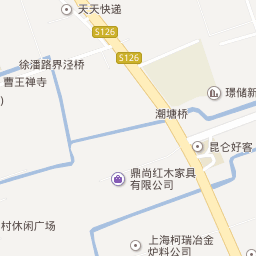 天天快递
S126
徐潘路界泾桥
S126
曹王禅寺
)
璟储新
潮塘桥
昆仑好客
鼎尚红木家具
有限公司
村休闲广场
上海柯瑞冶金
炉料公司